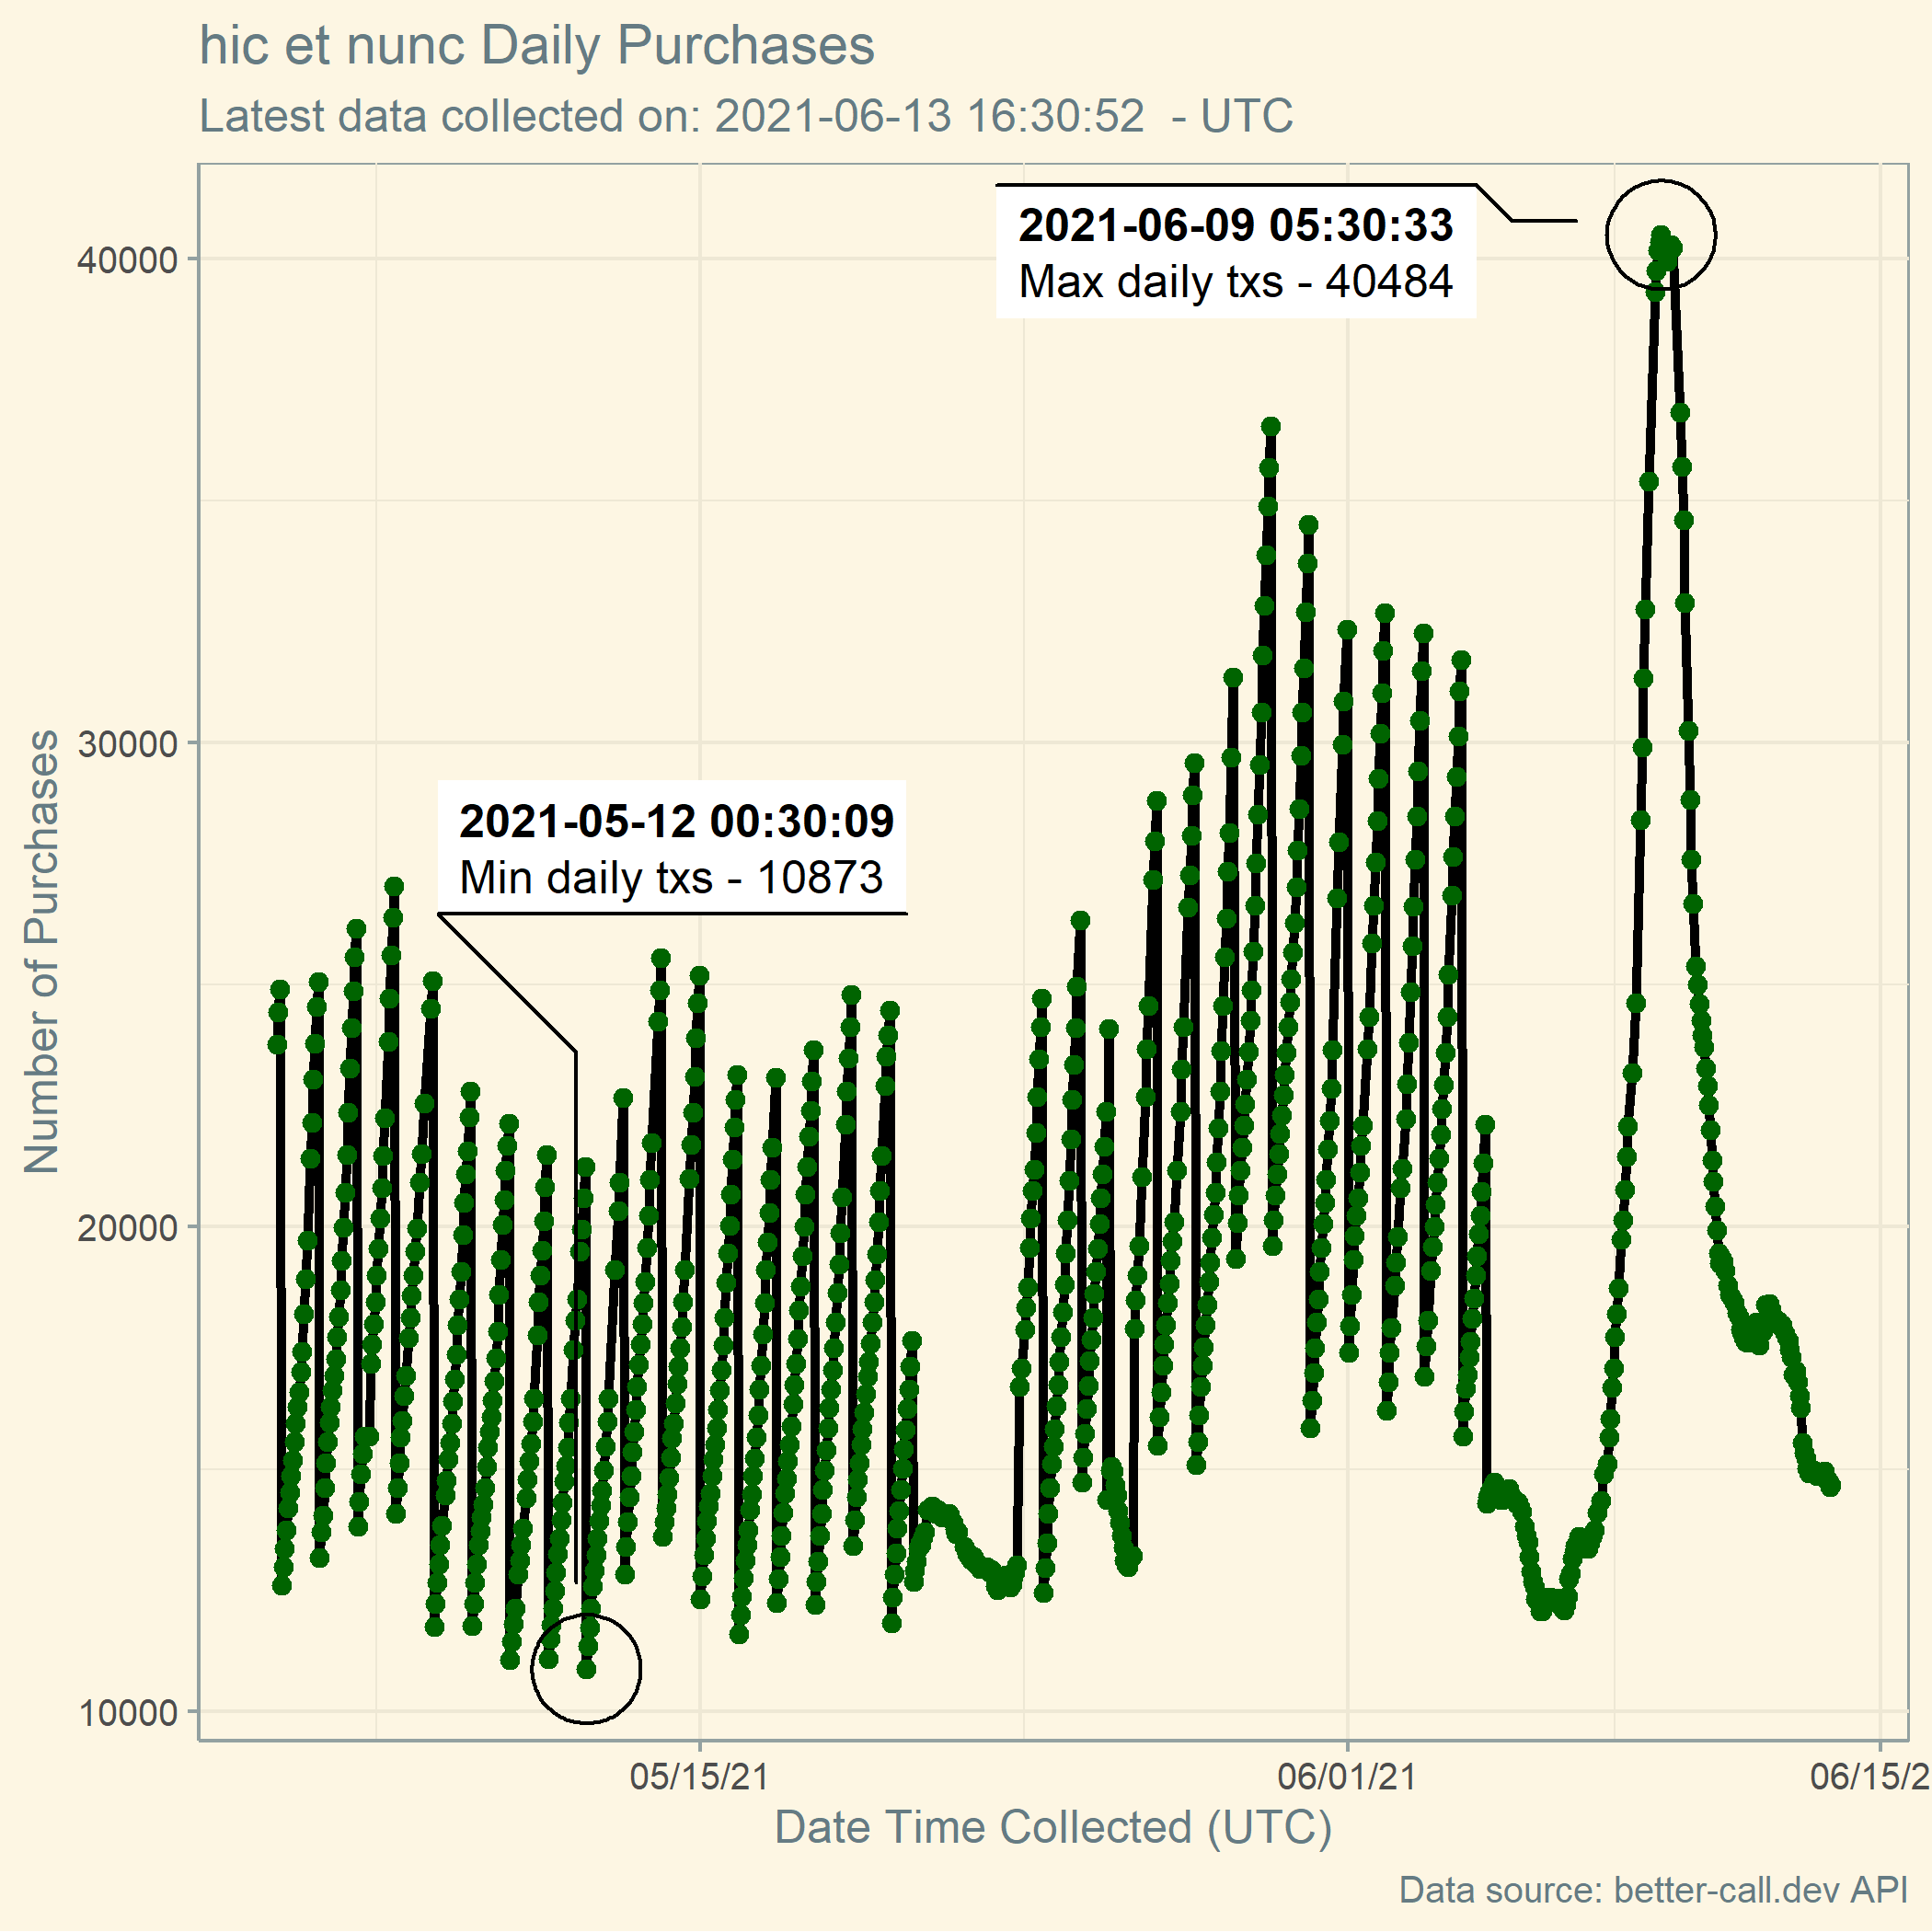 hic et nunc Daily Purchases
Latest data collected on: 2021-06-13 16:30:52  - UTC
2021-06-09 05:30:33
Max daily txs - 40484
2021-05-12 00:30:09
Min daily txs - 10873
Number of Purchases
40000
30000
20000
10000
05/15/21
06/01/21
06/15/2
Date Time Collected (UTC)
Data source: better-call.dev API